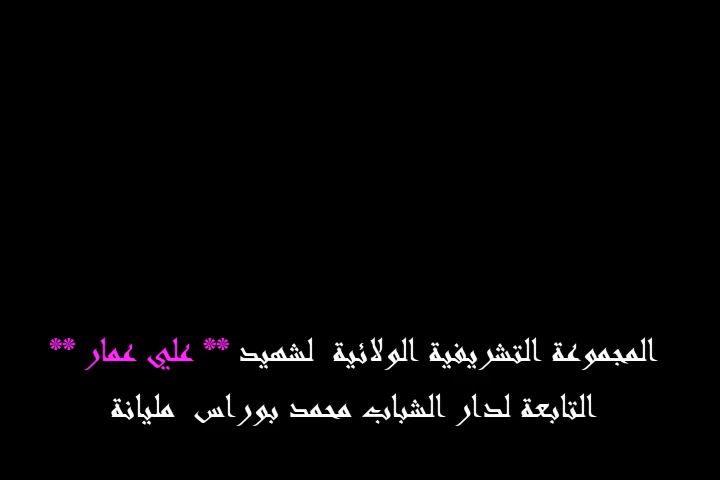 المجموعة التشريفية الولائية لشهيد ** علي عمار **
التابعة لدار الشباب محمد بوراس مليانة